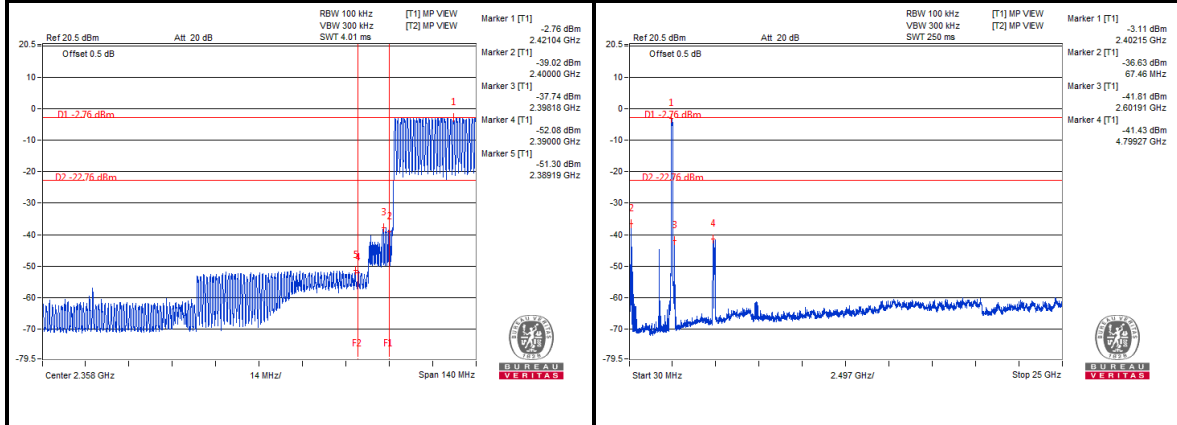 RBW 100 kHz [T1] MP VIEW
VBW 300 kHz [T2] MP VIEW
Ref 20.5 dBm Att 20 dB SWT 4.01 ms
Offset 0.5 dB
20.5
10
0
-10
-20
-30
-40
-50
-60
-70
-79.5
D1 -2.76 dBm
D2 -22.76 dBm
1
3
2
5
4
F2
F1
Center 2.358 GHz 14 MHz/ Span 140 MHz
Marker 1 [T1]
-2.76 dBm
2.42104 GHz
Marker 2 [T1]
-39.02 dBm
2.40000 GHz
Marker 3 [T1]
-37.74 dBm
2.39818 GHz
Marker 4 [T1]
-52.08 dBm
2.39000 GHz
Marker 5 [T1]
-51.30 dBm
2.38919 GHz
1828
BUREAU
VERITAS
RBW 100 kHz [T1] MP VIEW
VBW 300 kHz [T2] MP VIEW
Ref 20.5 dBm Att 20 dB SWT 250 ms
Offset 0.5 dB
20.5
10
0
-10
-20
-30
-40
-50
-60
-70
-79.5
D1 -2.76 dBm
D2 -22.76 dBm
1
2
3
4
Start 30 MHz 2.497 GHz/ Stop 25 GHz
Marker 1 [T1]
-3.11 dBm
2.40215 GHz
Marker 2 [T1]
-36.63 dBm
67.46 MHz
Marker 3 [T1]
-41.81 dBm
2.60191 GHz
Marker 4 [T1]
-41.43 dBm
4.79927 GHz
1828
BUREAU
VERITAS